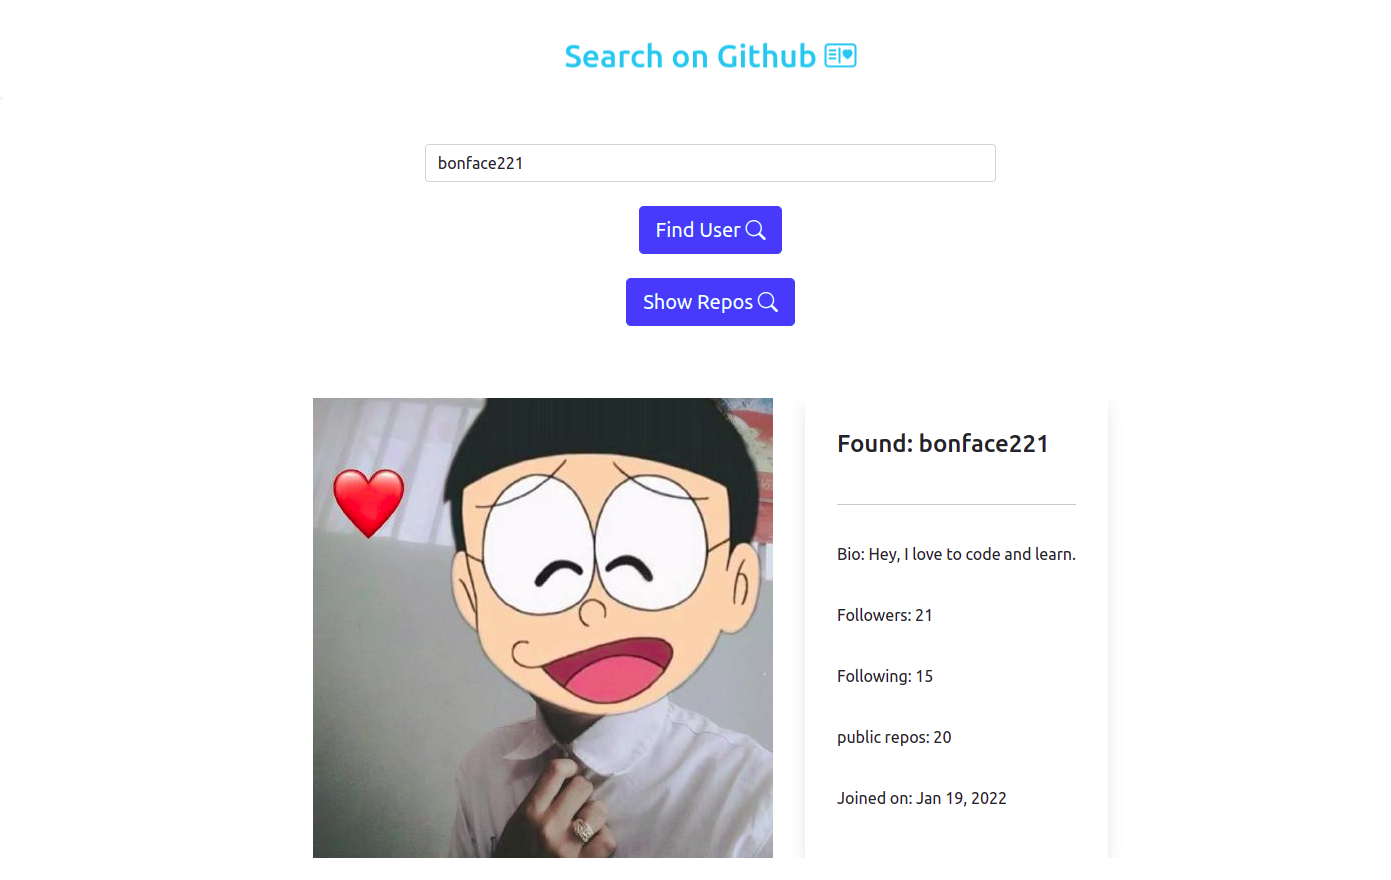 Search on Github
bonface221
Find User
Show Repos
Found: bonface221
Bio: Hey, I love to code and learn.
Followers: 21
Following: 15
public repos: 20
Joined on: Jan 19, 2022